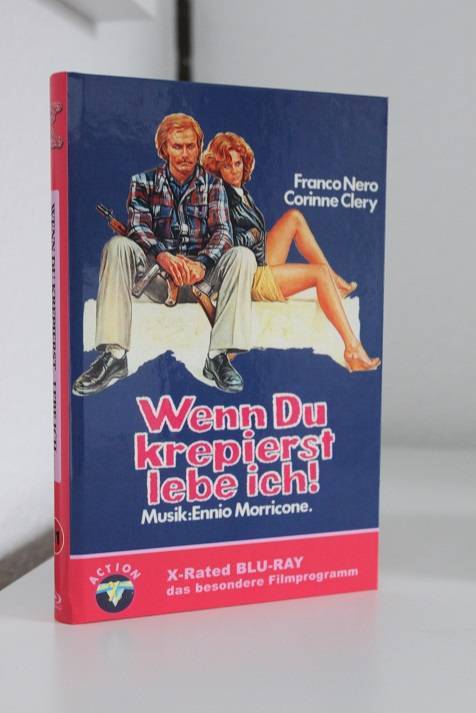 Franco Nero
Corinne Clery
Wenn Du
krepierst
lebe ich!
Musik:Ennio Morricone.
ACTION
X-Rated BLU-RAY
das besondere Filmprogramm
WENN DU KREPIERST - LEBE ICH